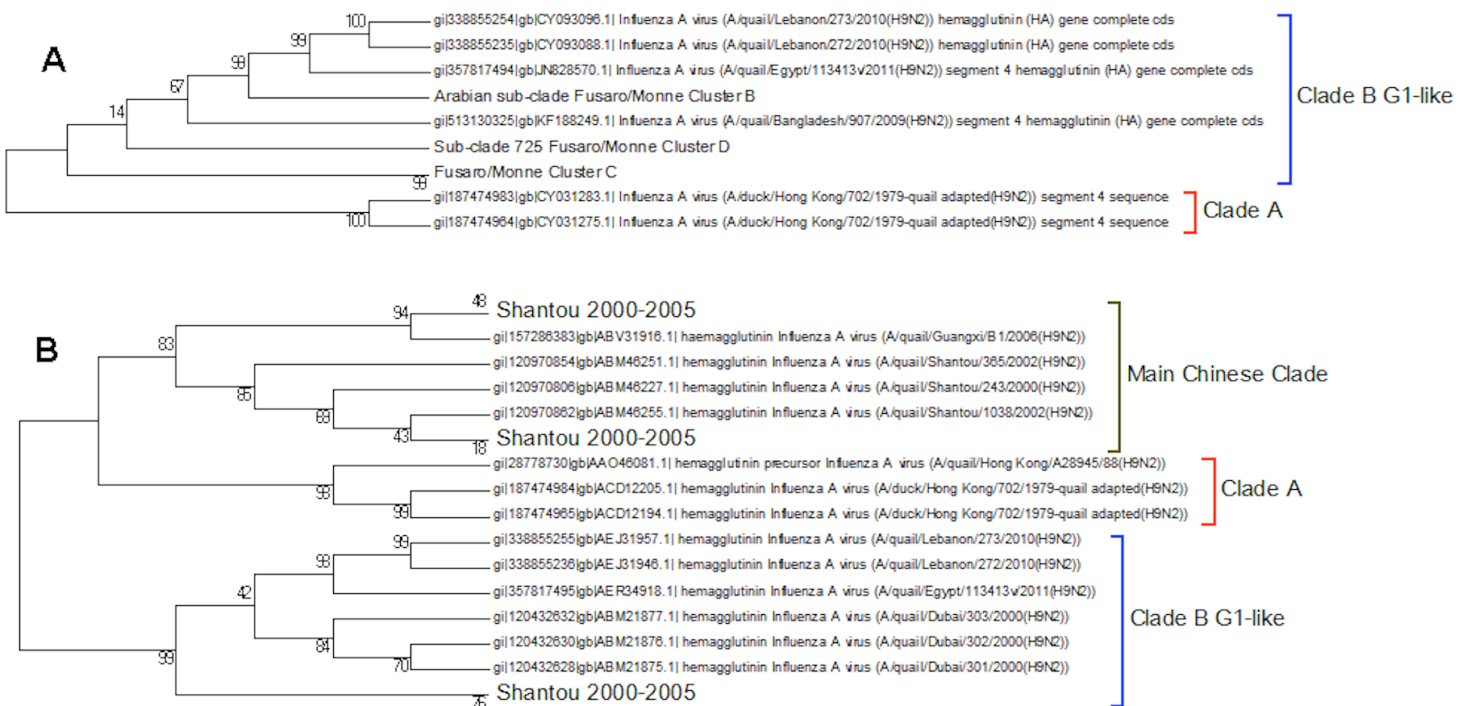 A
100
99
98
67
14
gi|338855254|gb|CY093096.1| Influenza A virus (A/quail/Lebanon/273/2010(H9N2)) hemagglutinin (HA) gene complete cds
gi|338855235|gb|CY093088.1| Influenza A virus (A/quail/Lebanon/272/2010(H9N2)) hemagglutinin (HA) gene complete cds
gi|357817494|gb|JN828570.1| Influenza A virus (A/quail/Egypt/113413v/2011(H9N2)) segment 4 hemagglutinin (HA) gene complete cds
Arabian sub-clade Fusaro/Monne Cluster B
gi|513130325|gb|KF188249.1| Influenza A virus (A/quail/Bangladesh/907/2009(H9N2)) segment 4 hemagglutinin (HA) gene complete cds
Sub-clade 725 Fusaro/Monne Cluster D
Fusaro/Monne Cluster C
99
Clade B G1-like
gi|187474983|gb|CY031283.1| Influenza A virus (A/duck/Hong Kong/702/1979-quail adapted(H9N2)) segment 4 sequence
gi|187474964|gb|CY031275.1| Influenza A virus (A/duck/Hong Kong/702/1979-quail adapted(H9N2)) segment 4 sequence
100
Clade A
B
48
94
Shantou 2000-2005
83
gi|157286383|gb|ABV31916.1| haemagglutinin Influenza A virus (A/quail/Guangxi/B1/2006(H9N2))
gi|120970854|gb|ABM46251.1| hemagglutinin Influenza A virus (A/quail/Shantou/365/2002(H9N2))
86
gi|120970806|gb|ABM46227.1| hemagglutinin Influenza A virus (A/quail/Shantou/243/2000(H9N2))
69
gi|120970862|gb|ABM46255.1| hemagglutinin Influenza A virus (A/quail/Shantou/1038/2002(H9N2))
43
18
Shantou 2000-2005
Main Chinese Clade
gi|28778730|gb|AAO46081.1| hemagglutinin precursor Influenza A virus (A/quail/Hong Kong/A28945/88(H9N2))
98
gi|187474984|gb|ACD12205.1| hemagglutinin Influenza A virus (A/duck/Hong Kong/702/1979-quail adapted(H9N2))
99
gi|187474965|gb|ACD12194.1| hemagglutinin Influenza A virus (A/duck/Hong Kong/702/1979-quail adapted(H9N2))
Clade A
99
gi|338855255|gb|AEJ31957.1| hemagglutinin Influenza A virus (A/quail/Lebanon/273/2010(H9N2))
98
gi|338855236|gb|AEJ31946.1| hemagglutinin Influenza A virus (A/quail/Lebanon/272/2010(H9N2))
42
gi|357817495|gb|AER34918.1| hemagglutinin Influenza A virus (A/quail/Egypt/113413v/2011(H9N2))
gi|120432632|gb|ABM21877.1| hemagglutinin Influenza A virus (A/quail/Dubai/303/2000(H9N2))
84
gi|120432630|gb|ABM21876.1| hemagglutinin Influenza A virus (A/quail/Dubai/302/2000(H9N2))
70
gi|120432628|gb|ABM21875.1| hemagglutinin Influenza A virus (A/quail/Dubai/301/2000(H9N2))
99
Shantou 2000-2005
Clade B G1-like